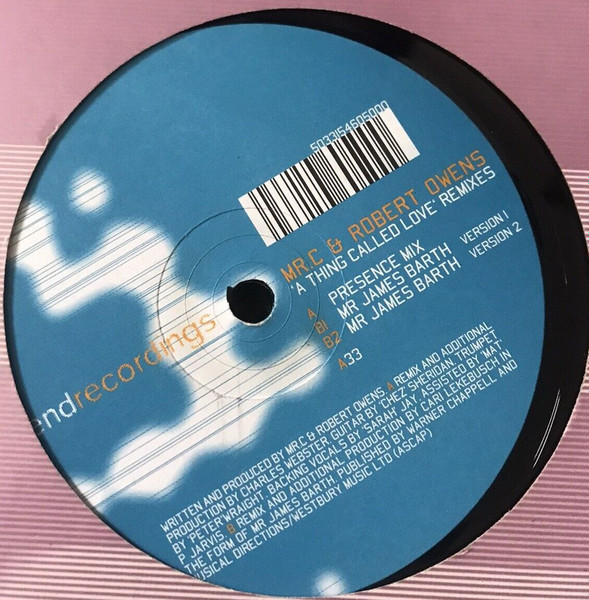 5033154605000
MR.C & ROBERT OWENS
'A THING CALLED LOVE' REMIXES
A PRESENCE MIX
B1 MR JAMES BARTH VERSION 1
B2 MR JAMES BARTH VERSION 2
A33
endrecordings
WRITTEN AND PRODUCED BY MR.C & ROBERT OWENS. A REMIX AND ADDITIONAL
PRODUCTION BY CHARLES WEBSTER. GUITAR BY CHEZ SHERIDAN, TRUMPET
BY 'PETER WRAIGHT'. BACKING VOCALS BY 'SARAH JAY'. ASSISTED BY MAT.
P JARVIS. B REMIX AND ADDITIONAL PRODUCTION BY CARI LEKEBUSCH IN
THE FORM OF MR JAMES BARTH. PUBLISHED BY WARNER CHAPPELL AND
USICAL DIRECTIONS/WESTBURY MUSIC LTD (ASCAP)